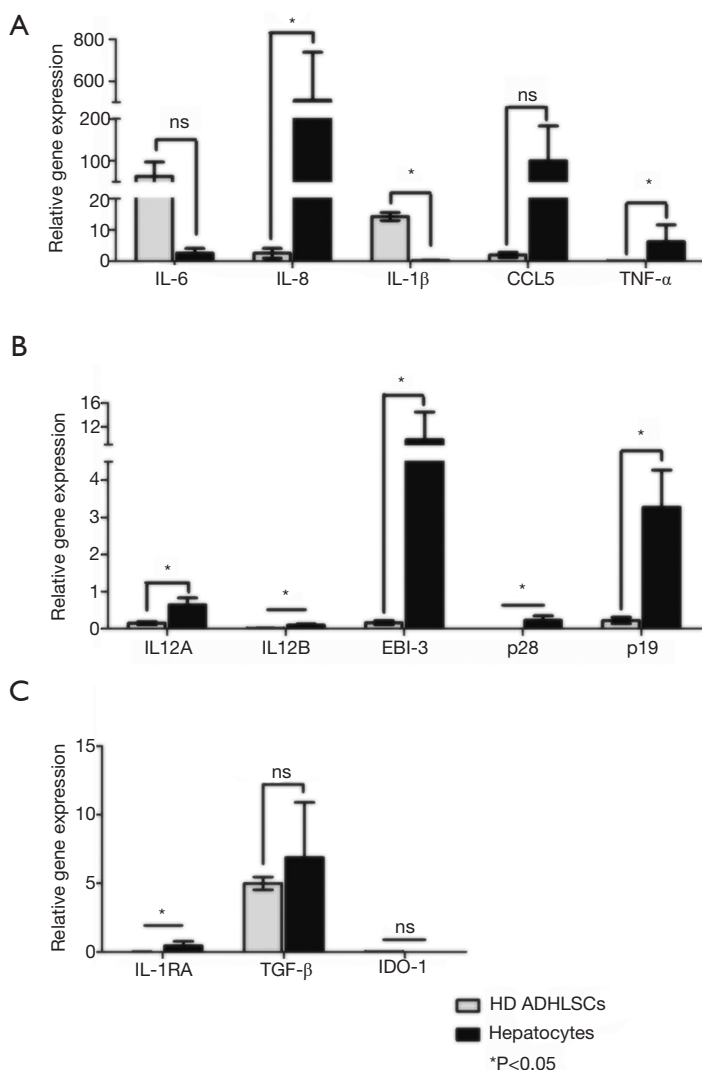 A
Relative gene expression
800
600
200
100
20
10
0
ns
*
*
ns
*
IL-6 IL-8 IL-1β CCL5 TNF-α
B
Relative gene expression
16
12
4
3
2
1
0
*
*
*
*
*
IL12A IL12B EBI-3 p28 p19
C
Relative gene expression
15
10
5
0
*
ns
ns
IL-1RA TGF-β IDO-1
HD ADHLSCs
Hepatocytes
*P<0.05